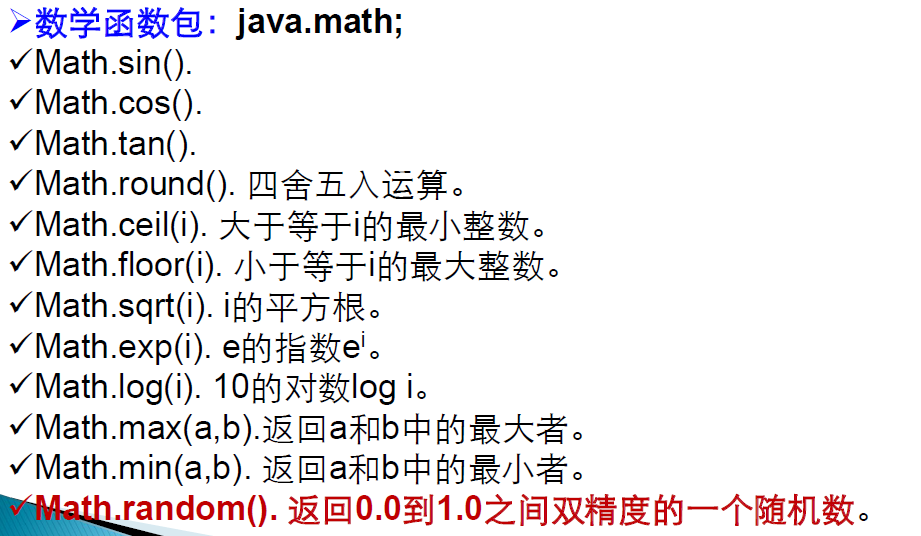 ➢数学函数包：java.math;
✓Math.sin().
✓Math.cos().
✓Math.tan().
✓Math.round(). 四舍五入运算。
✓Math.ceil(i). 大于等于i的最小整数。
✓Math.floor(i). 小于等于i的最大整数。
✓Math.sqrt(i). i的平方根。
✓Math.exp(i). e的指数eⁱ。
✓Math.log(i). 10的对数log i。
✓Math.max(a,b).返回a和b中的最大者。
✓Math.min(a,b). 返回a和b中的最小者。
✓Math.random(). 返回0.0到1.0之间双精度的一个随机数。